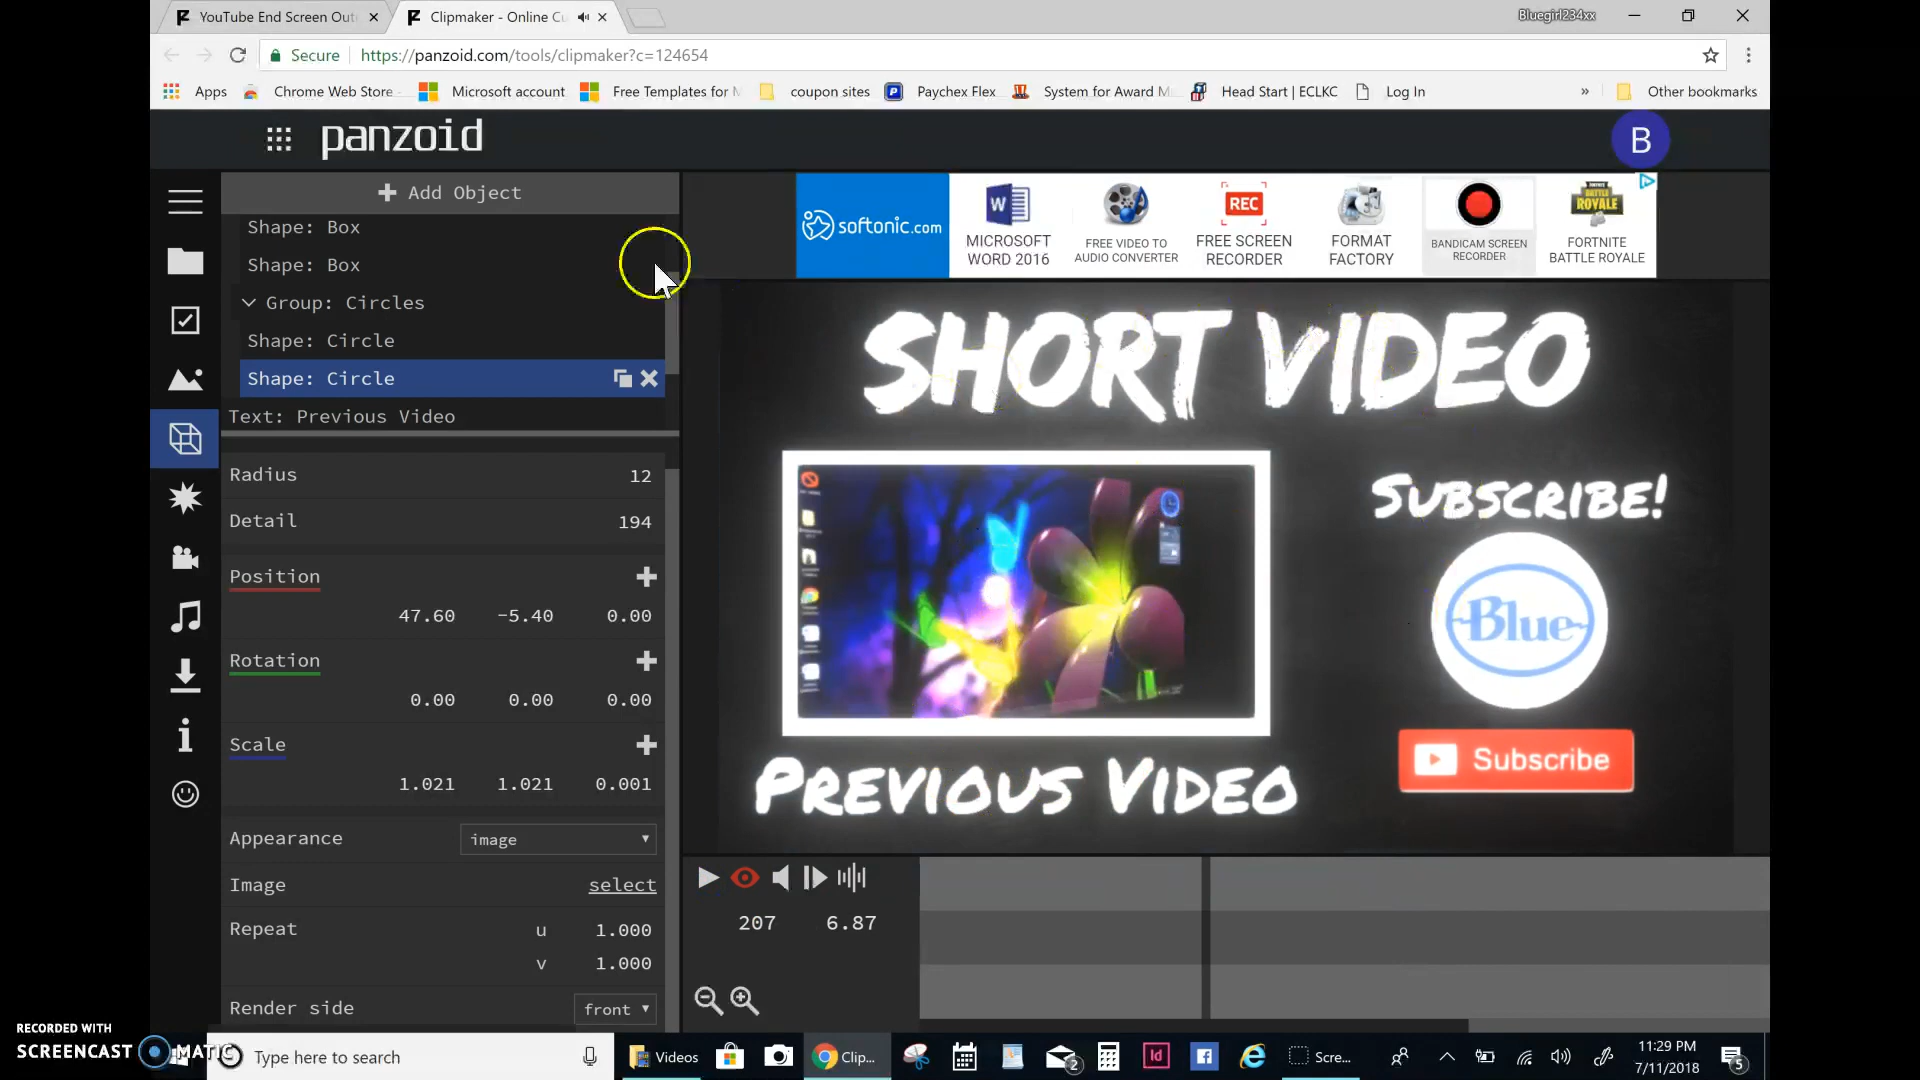 YouTube End Screen Out
Clipmaker - Online Cu
Bluegirl234xx
Secure
https://panzoid.com/tools/clipmaker?c=124654
Apps
Chrome Web Store
Microsoft account
Free Templates for M
coupon sites
Paychex Flex
System for Award M
Head Start | ECLKC
Log In
»
Other bookmarks
panzoid
B
Add Object
Shape: Box
Shape: Box
Group: Circles
Shape: Circle
Shape: Circle
Text: Previous Video
Radius 12
Detail 194
Position
47.60 -5.40 0.00
Rotation
0.00 0.00 0.00
Scale
1.021 1.021 0.001
Appearance image
Image select
Repeat u 1.000
v 1.000
Render side front
softonic.com
MICROSOFT
WORD 2016
FREE VIDEO TO
AUDIO CONVERTER
REC
FREE SCREEN
RECORDER
FORMAT
FACTORY
BANDICAM SCREEN
RECORDER
BATTLE ROYALE
FORTNITE
BATTLE ROYALE
SHORT VIDEO
SUBSCRIBE!
Blue
Subscribe
PREVIOUS VIDEO
207 6.87
RECORDED WITH
SCREENCAST MATIC
Type here to search
Videos
Clip...
2
Id
Scre...
11:29 PM
7/11/2018
5